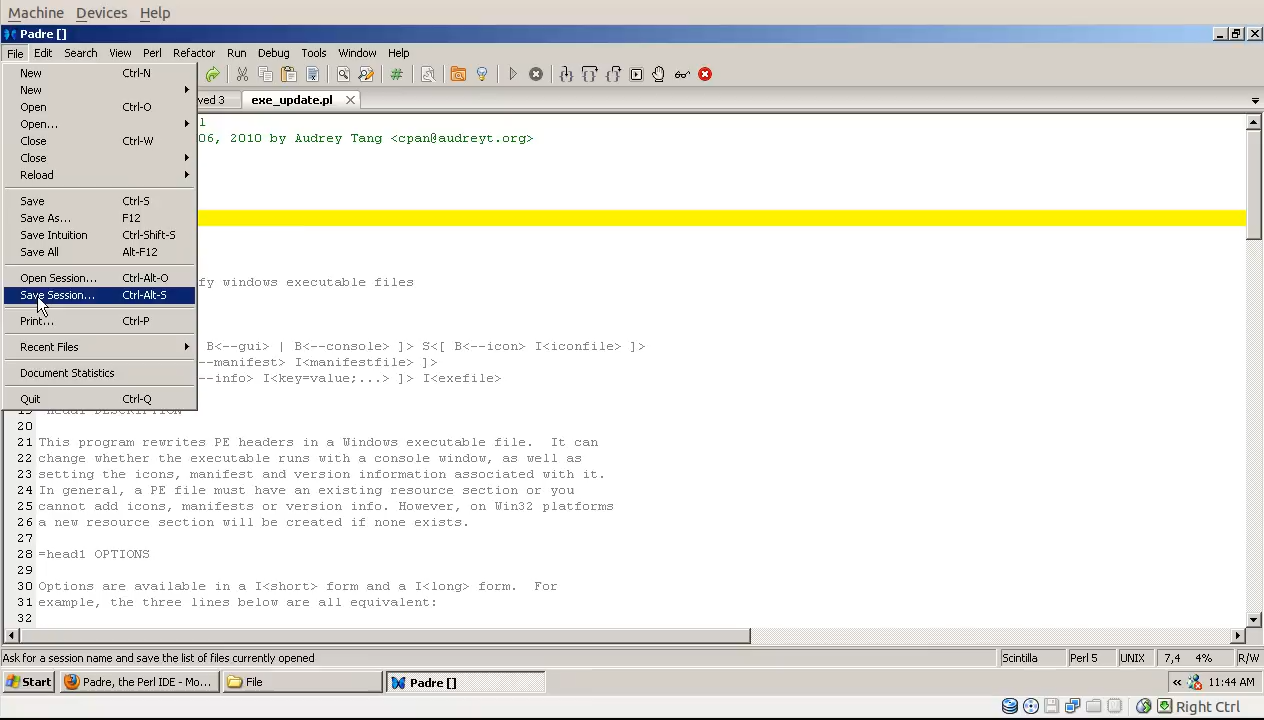 Machine Devices Help
Padre []
File Edit Search View Perl Refactor Run Debug Tools Window Help
New Ctrl-N
New
Open Ctrl-O
Open...
Close Ctrl-W
Close
Reload
Save Ctrl-S
Save As... F12
Save Intuition Ctrl-Shift-S
Save All Alt-F12
Open Session... Ctrl-Alt-O
Save Session... Ctrl-Alt-S
Print... Ctrl-P
Recent Files
Document Statistics
Quit Ctrl-Q
ved 3 exe_update.pl
l
06, 2010 by Audrey Tang <cpan@audreyt.org>
fy windows executable files
B<--gui> | B<--console> ]> S<[ B<--icon> I<iconfile> ]>
--manifest> I<manifestfile> ]>
--info> I<key=value;...> ]> I<exefile>
20
21 This program rewrites PE headers in a Windows executable file. It can
22 change whether the executable runs with a console window, as well as
23 setting the icons, manifest and version information associated with it.
24 In general, a PE file must have an existing resource section or you
25 cannot add icons, manifests or version info. However, on Win32 platforms
26 a new resource section will be created if none exists.
27
28 =head1 OPTIONS
29
30 Options are available in a I<short> form and a I<long> form. For
31 example, the three lines below are all equivalent:
32
Ask for a session name and save the list of files currently opened Scintilla Perl 5 UNIX 7,4 4% R/W
Start Padre, the Perl IDE - Mo... File Padre [] « 11:44 AM
Right Ctrl